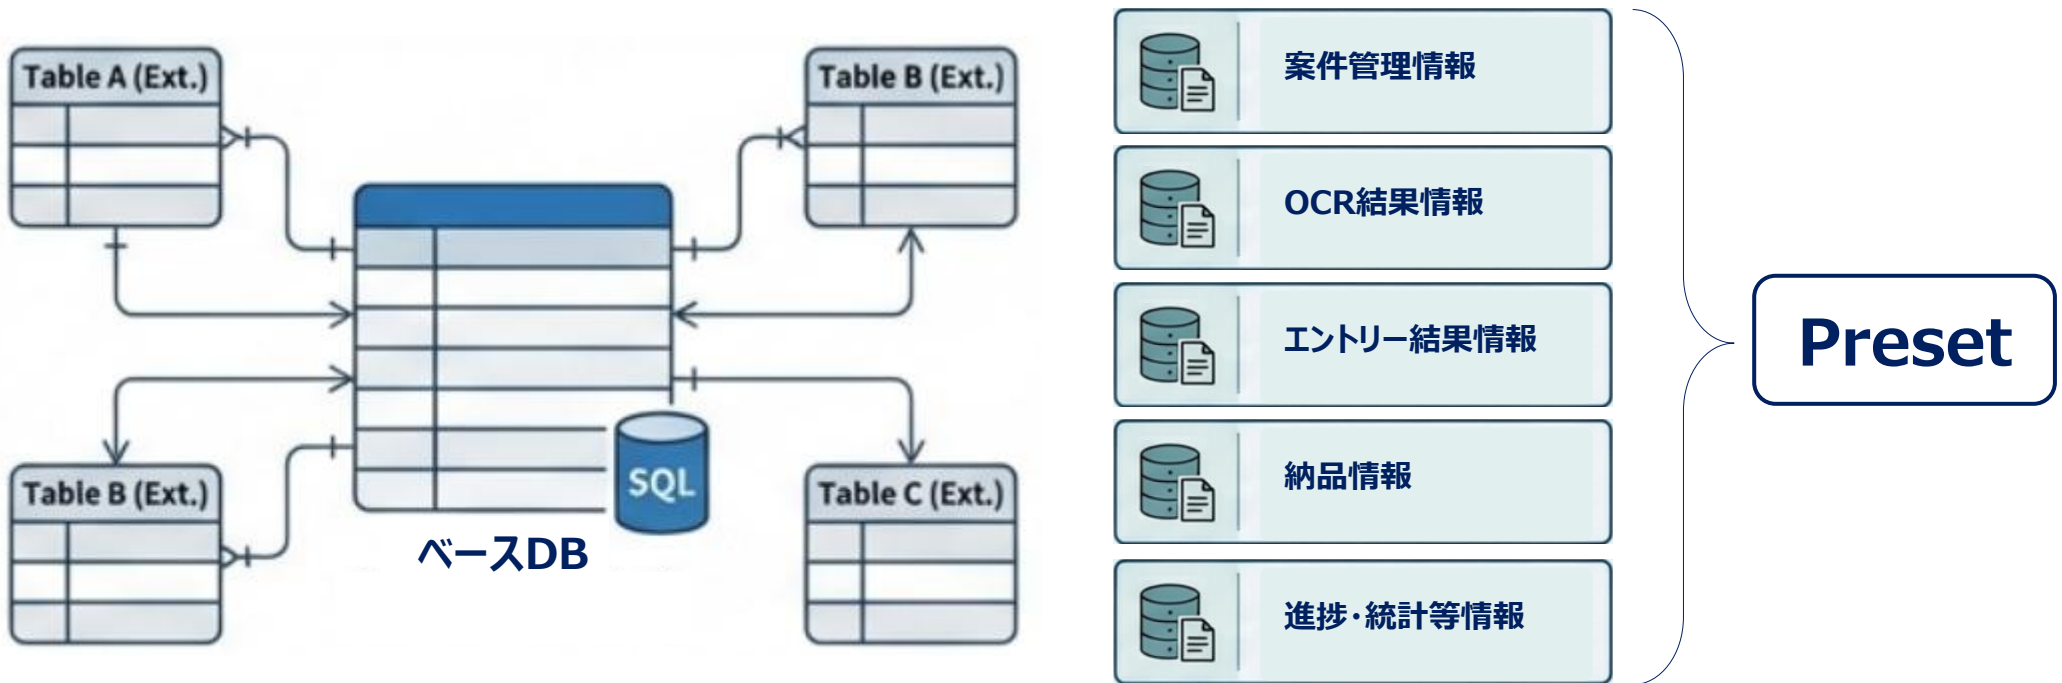 Table A (Ext.)
Table B (Ext.)
Table B (Ext.)
Table C (Ext.)
SQL
ベースDB
案件管理情報
OCR結果情報
エントリー結果情報
納品情報
進捗・統計等情報
Preset